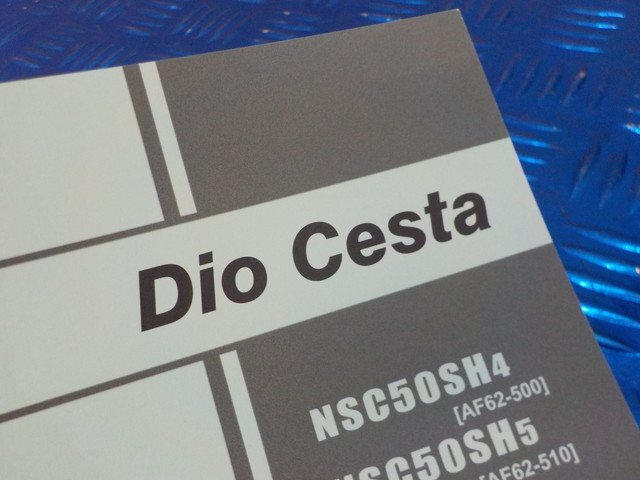 Dio Cesta
NSC50SH4
[AF62-500]
NSC50SH5
[AF62-510]